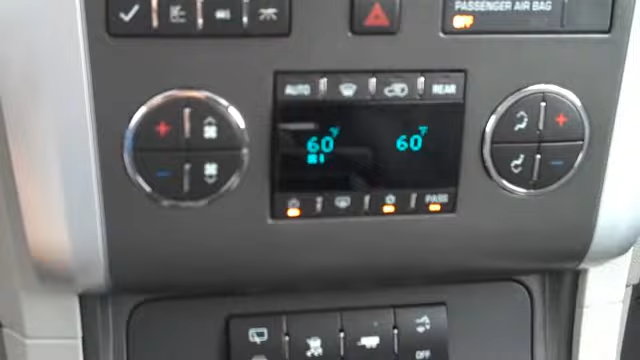 PASSENGER AIR BAG
OFF
AUTO
REAR
60°F
60°F
PASS
OFF